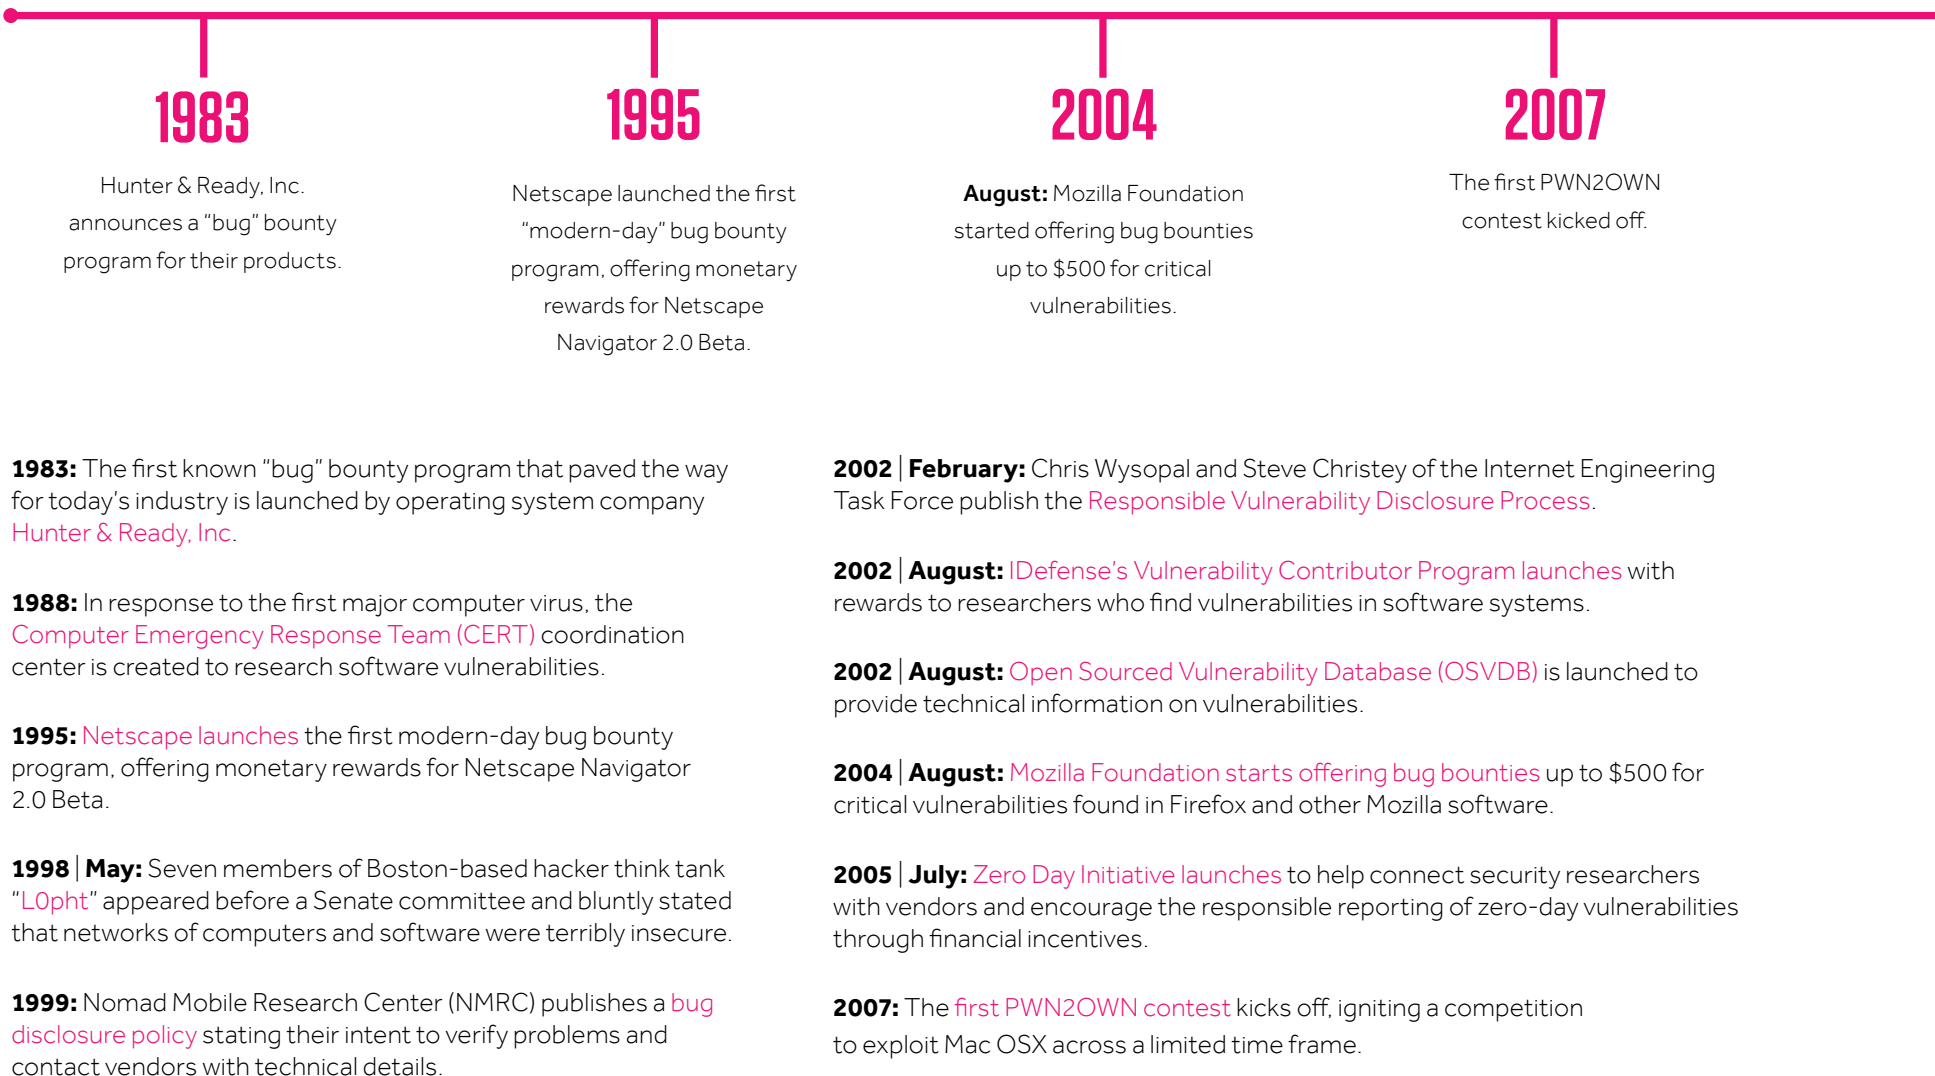 1983
Hunter & Ready, Inc.
announces a “bug” bounty
program for their products.
1995
Netscape launched the first
“modern-day” bug bounty
program, offering monetary
rewards for Netscape
Navigator 2.0 Beta.
2004
August: Mozilla Foundation
started offering bug bounties
up to $500 for critical
vulnerabilities.
2007
The first PWN2OWN
contest kicked off.
1983: The first known “bug” bounty program that paved the way
for today’s industry is launched by operating system company
Hunter & Ready, Inc.
1988: In response to the first major computer virus, the
Computer Emergency Response Team (CERT) coordination
center is created to research software vulnerabilities.
1995: Netscape launches the first modern-day bug bounty
program, offering monetary rewards for Netscape Navigator
2.0 Beta.
1998 | May: Seven members of Boston-based hacker think tank
“L0pht” appeared before a Senate committee and bluntly stated
that networks of computers and software were terribly insecure.
1999: Nomad Mobile Research Center (NMRC) publishes a bug
disclosure policy stating their intent to verify problems and
contact vendors with technical details.
2002 | February: Chris Wysopal and Steve Christey of the Internet Engineering
Task Force publish the Responsible Vulnerability Disclosure Process.
2002 | August: IDefense’s Vulnerability Contributor Program launches with
rewards to researchers who find vulnerabilities in software systems.
2002 | August: Open Sourced Vulnerability Database (OSVDB) is launched to
provide technical information on vulnerabilities.
2004 | August: Mozilla Foundation starts offering bug bounties up to $500 for
critical vulnerabilities found in Firefox and other Mozilla software.
2005 | July: Zero Day Initiative launches to help connect security researchers
with vendors and encourage the responsible reporting of zero-day vulnerabilities
through financial incentives.
2007: The first PWN2OWN contest kicks off, igniting a competition
to exploit Mac OSX across a limited time frame.